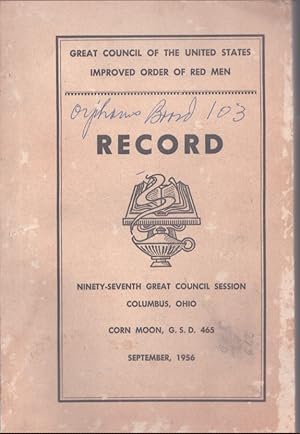 GREAT COUNCIL OF THE UNITED STATES
IMPROVED ORDER OF RED MEN
Orphans Board 103
RECORD
NINETY-SEVENTH GREAT COUNCIL SESSION
COLUMBUS, OHIO
CORN MOON, G. S. D. 465
SEPTEMBER, 1956